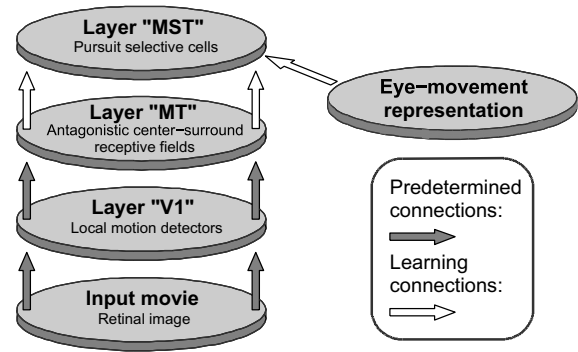 Layer "MST"
Pursuit selective cells
Eye−movement
representation
Layer "MT"
Antagonistic center−surround
receptive fields
Layer "V1"
Local motion detectors
Input movie
Retinal image
Predetermined
connections:
Learning
connections: